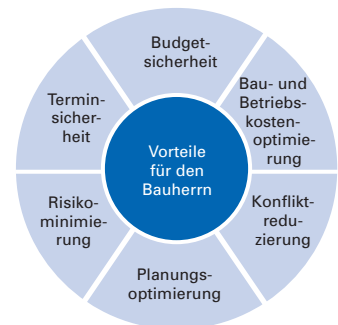 Budget-
sicherheit
Bau- und
Betriebs-
kosten-
optimie-
rung
Konflikt-
redu-
zierung
Planungs-
optimierung
Risiko-
minimie-
rung
Termin-
sicher-
heit
Vorteile
für den
Bauherrn